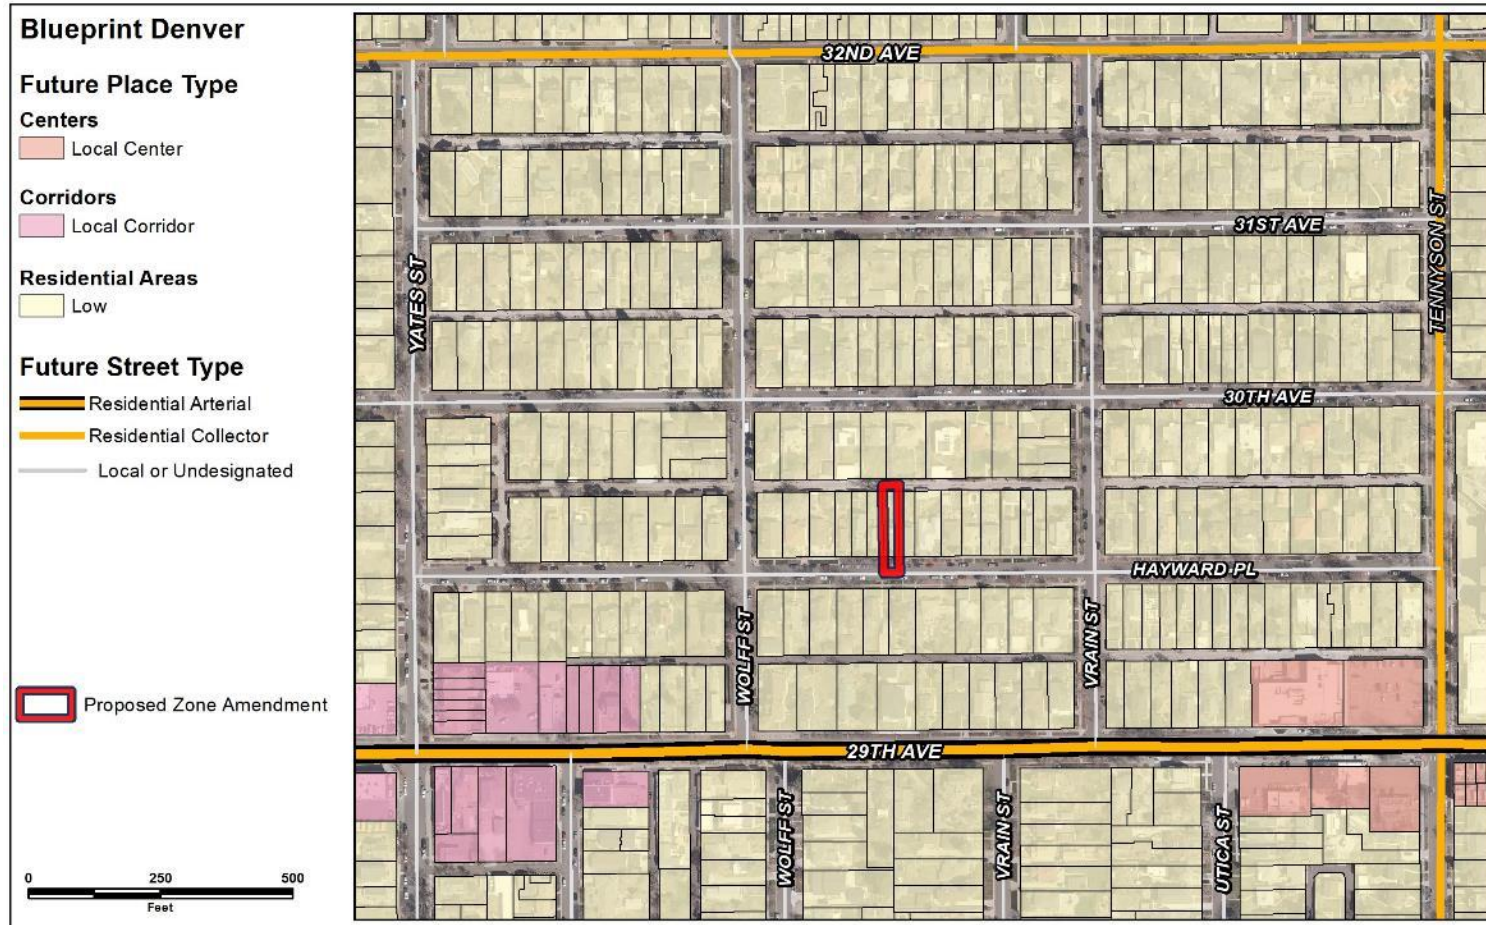 Blueprint Denver
Future Place Type
Centers
Local Center
Corridors
Local Corridor
Residential Areas
Low
Future Street Type
Residential Arterial
Residential Collector
Local or Undesignated
Proposed Zone Amendment
0 250 500
Feet
32ND AVE
31ST AVE
TENNYSON ST
YATES ST
30TH AVE
HAYWARD PL
WOLFF ST
VRAIN ST
29TH AVE
WOLFF ST
VRAIN ST
UTICA ST